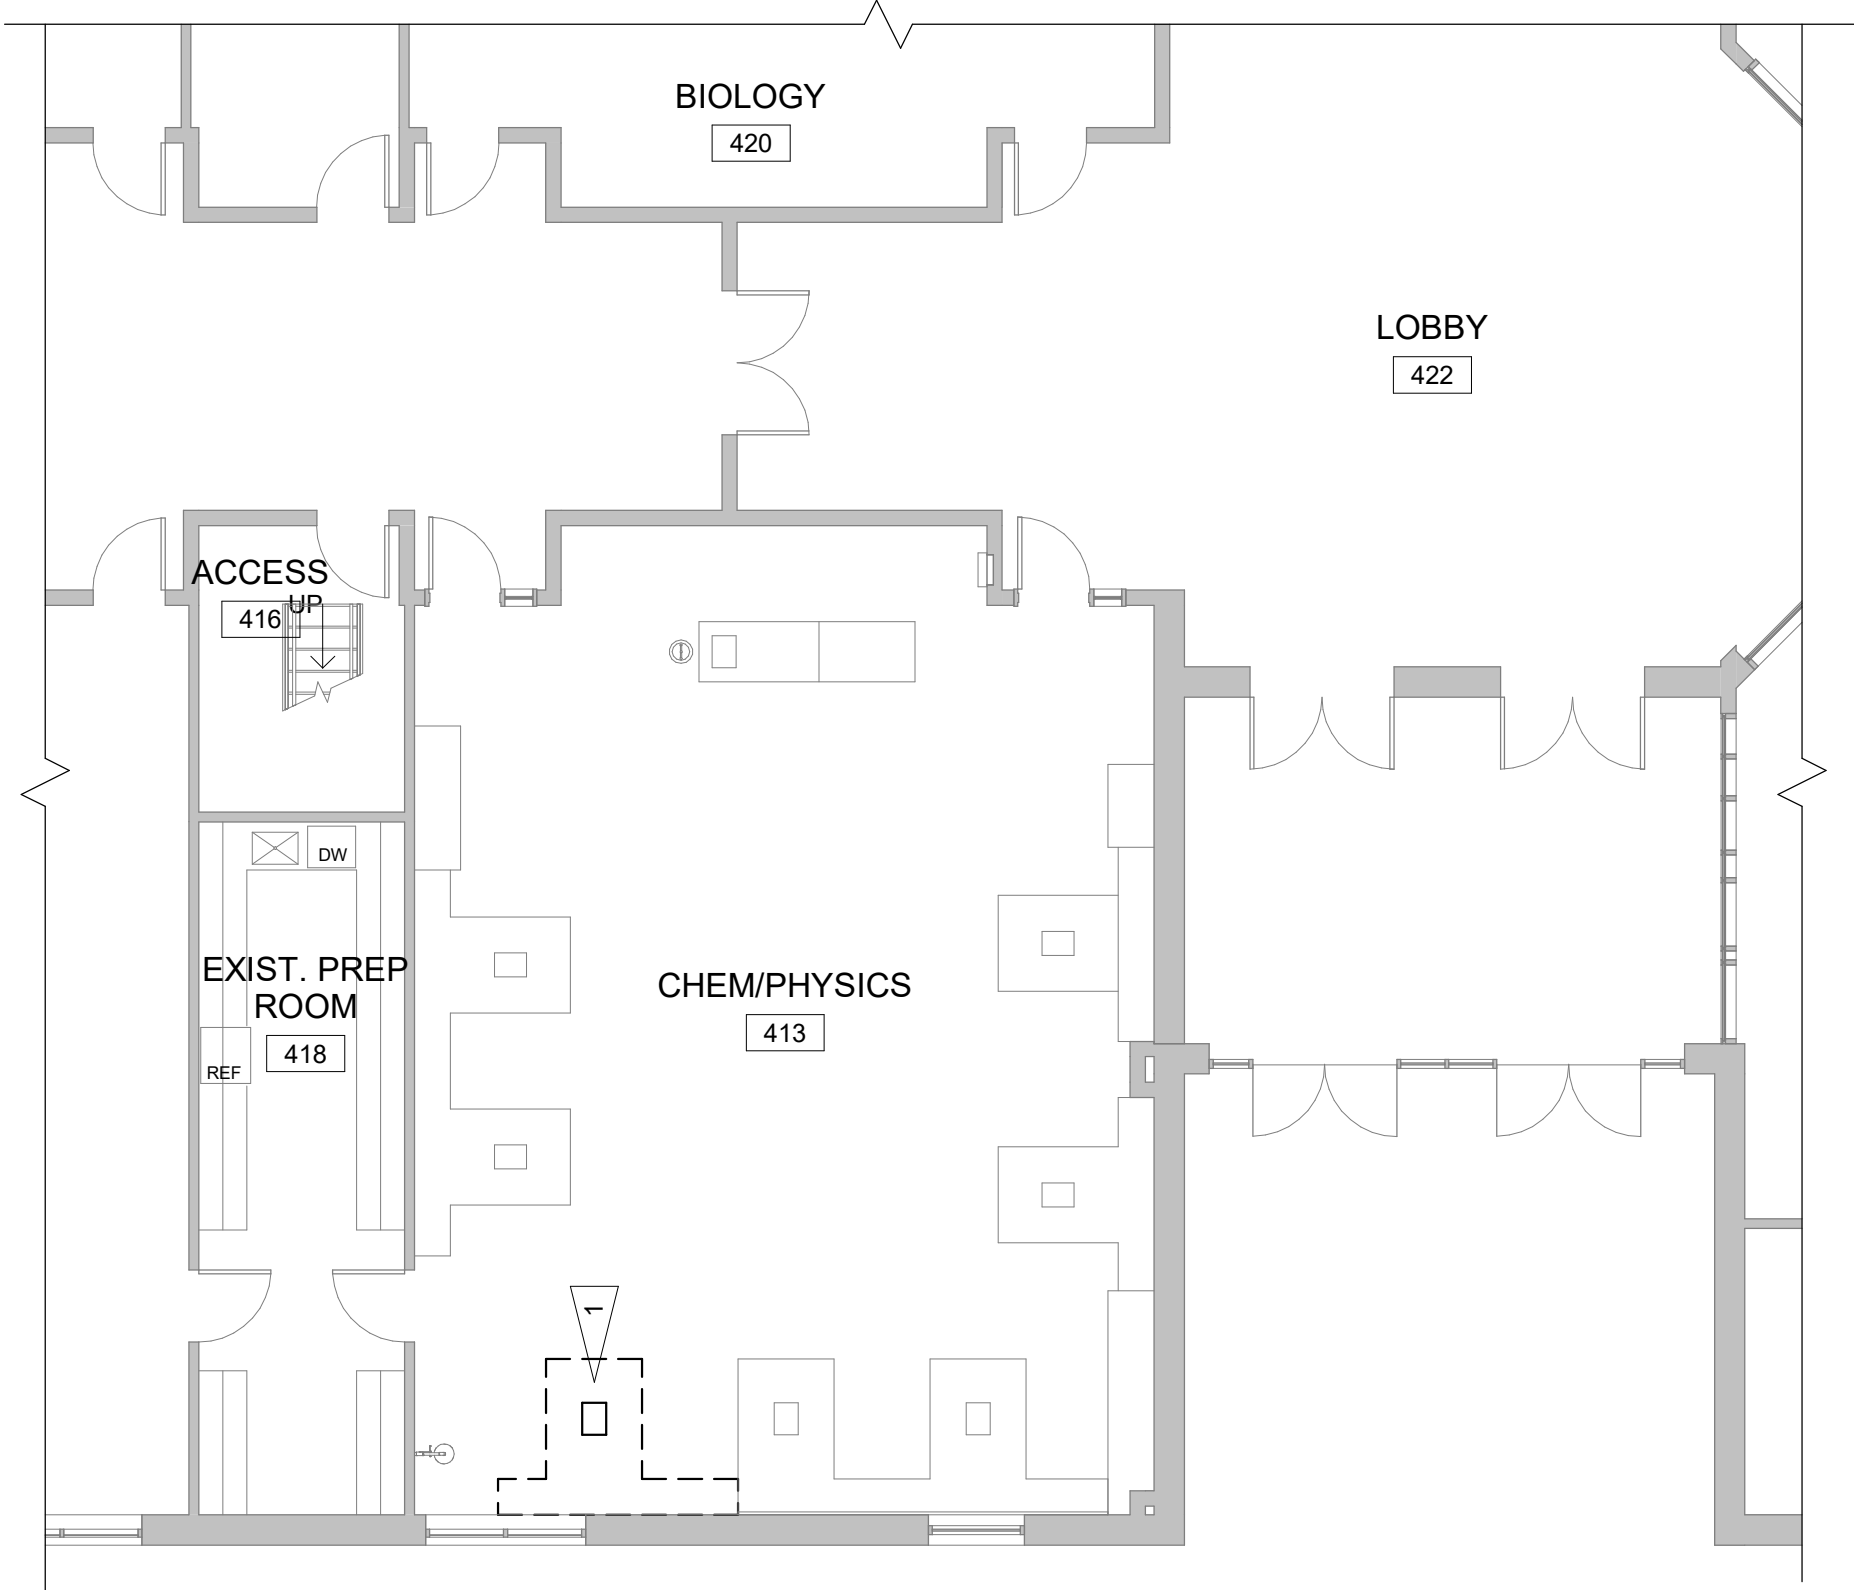 BIOLOGY
420
LOBBY
422
ACCESS
UP
416
DW
EXIST. PREP
ROOM
418
REF
CHEM/PHYSICS
413
1